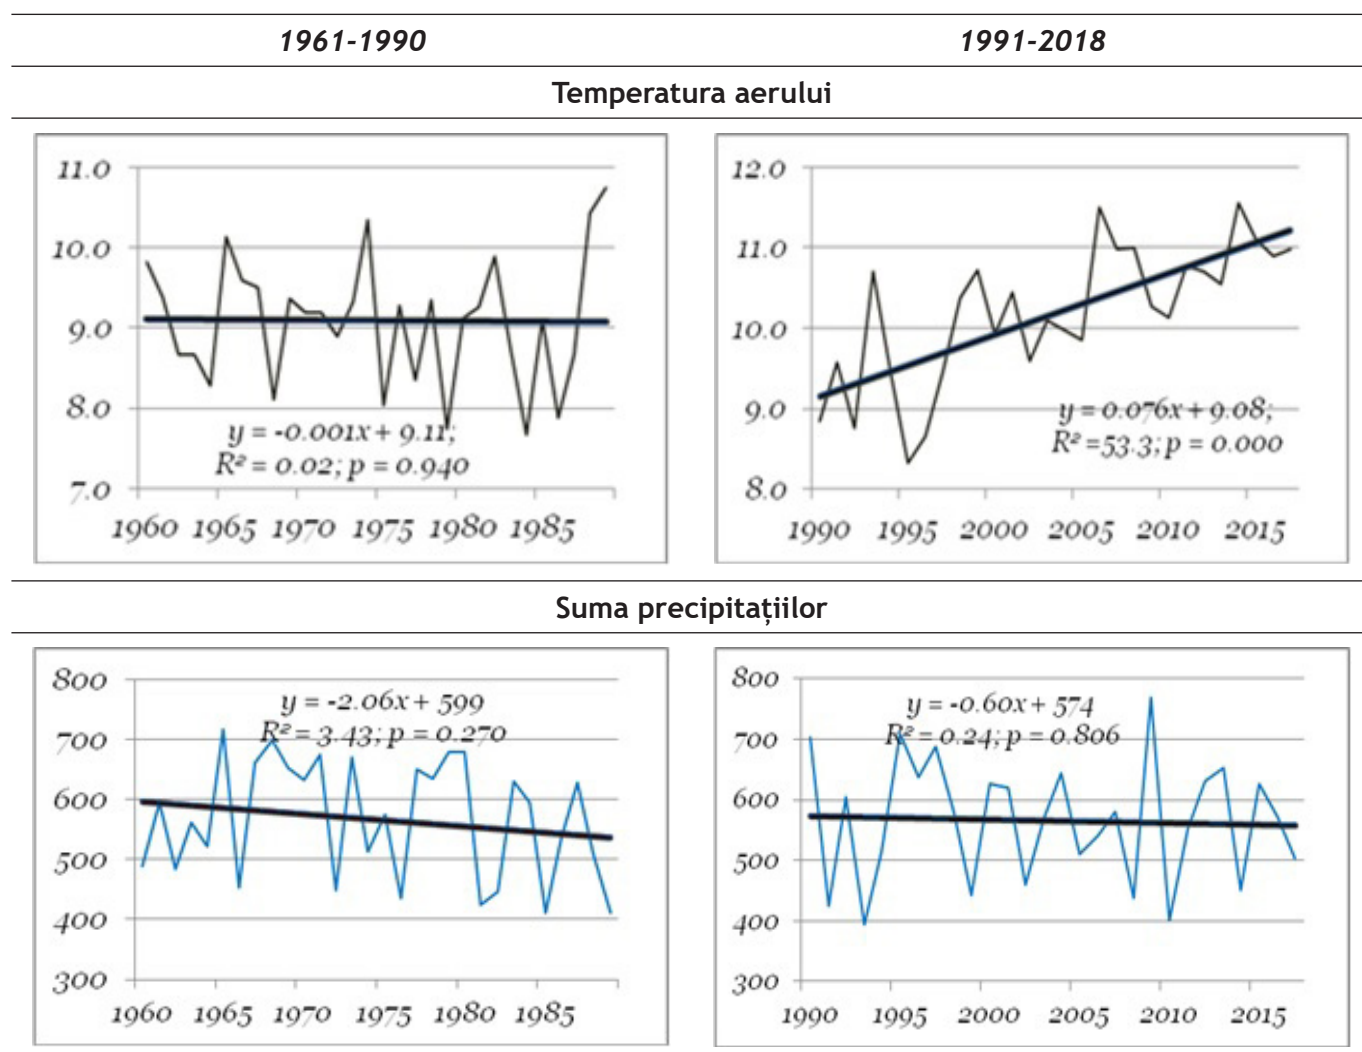 1961-1990 1991-2018
Temperatura aerului
11.0
10.0
9.0
8.0
7.0
y = -0.001x + 9.11;
R² = 0.02; p = 0.940
1960 1965 1970 1975 1980 1985
12.0
11.0
10.0
9.0
8.0
y = 0.076x + 9.08;
R² =53.3; p = 0.000
1990 1995 2000 2005 2010 2015
Suma precipitațiilor
800
700
600
500
400
300
y = -2.06x + 599
R² = 3.43; p = 0.270
1960 1965 1970 1975 1980 1985
800
700
600
500
400
300
y = -0.60x + 574
R² = 0.24; p = 0.806
1990 1995 2000 2005 2010 2015